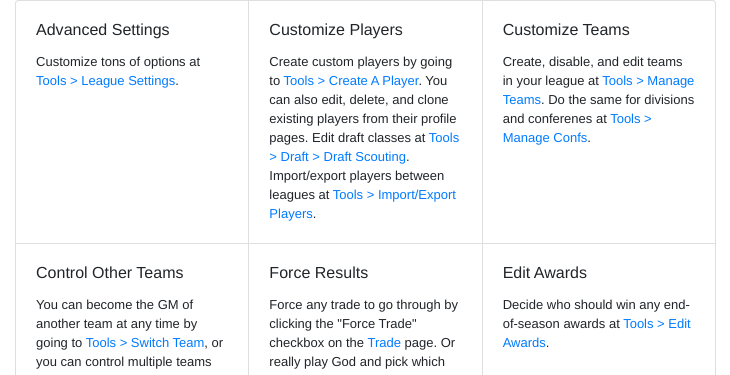 Advanced Settings
Customize tons of options at
Tools > League Settings.
Customize Players
Create custom players by going
to Tools > Create A Player. You
can also edit, delete, and clone
existing players from their profile
pages. Edit draft classes at Tools
> Draft > Draft Scouting.
Import/export players between
leagues at Tools > Import/Export
Players.
Customize Teams
Create, disable, and edit teams
in your league at Tools > Manage
Teams. Do the same for divisions
and conferenes at Tools >
Manage Confs.
Control Other Teams
You can become the GM of
another team at any time by
going to Tools > Switch Team, or
you can control multiple teams
Force Results
Force any trade to go through by
clicking the "Force Trade"
checkbox on the Trade page. Or
really play God and pick which
Edit Awards
Decide who should win any end-
of-season awards at Tools > Edit
Awards.